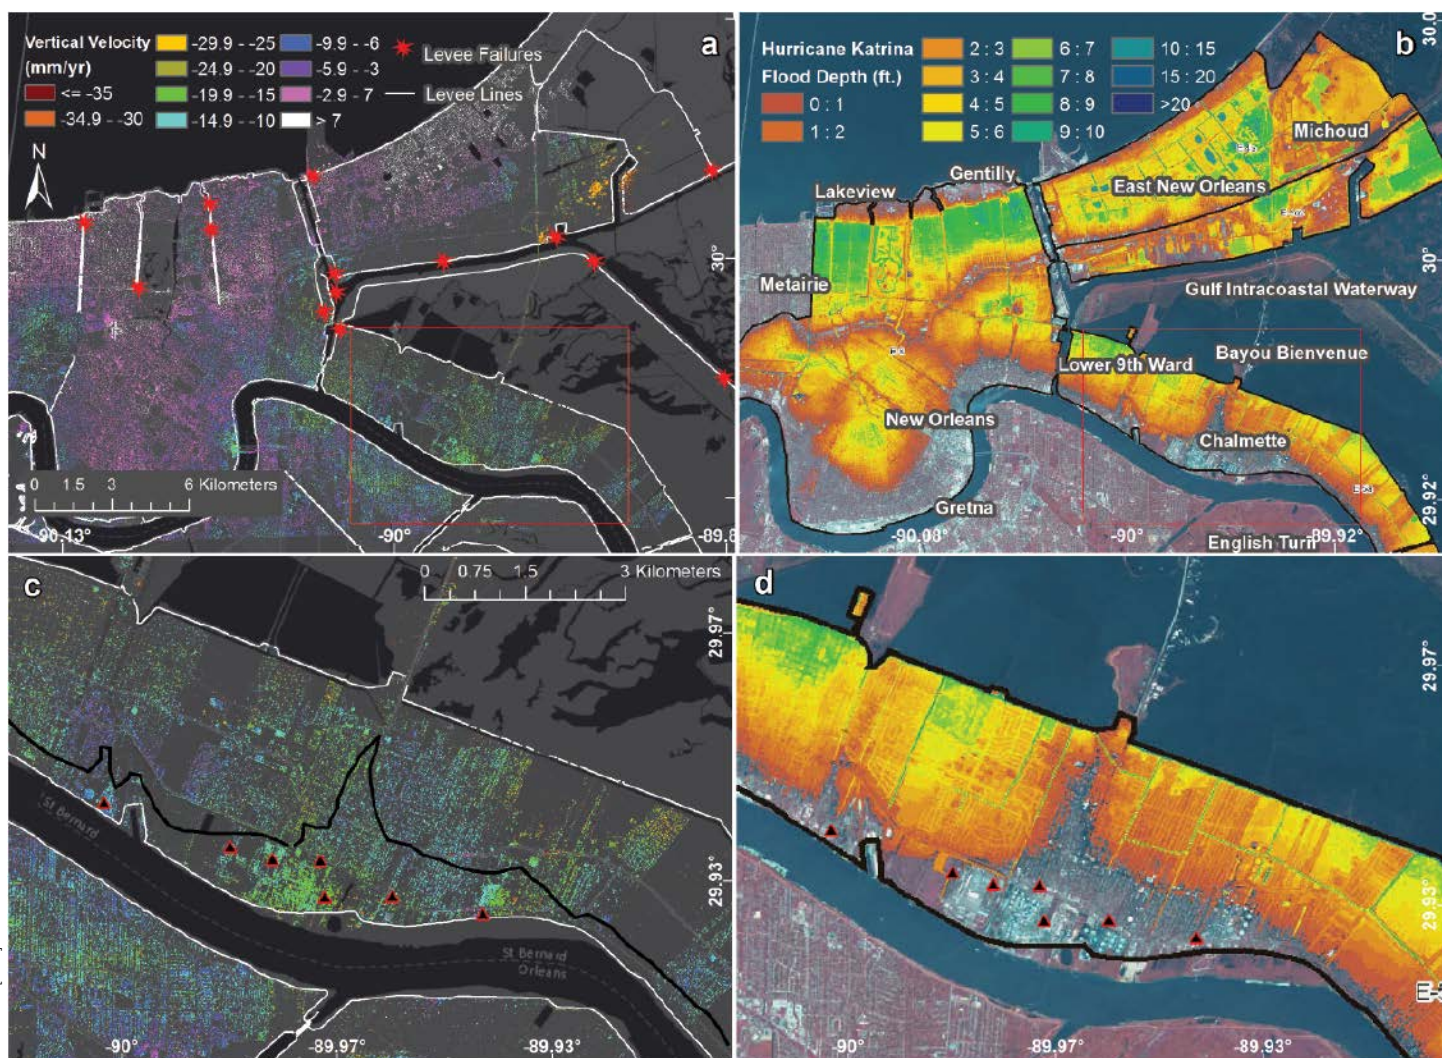 a
Vertical Velocity
(mm/yr)
<= -35
-34.9 - -30
-29.9 - -25
-24.9 - -20
-19.9 - -15
-14.9 - -10
-9.9 - -6
-5.9 - -3
-2.9 - 7
> 7
Levee Failures
Levee Lines
N
0 1.5 3 6 Kilometers
-90.13°
-90°
-89.8
30°
b
Hurricane Katrina
Flood Depth (ft.)
0 : 1
1 : 2
2 : 3
3 : 4
4 : 5
5 : 6
6 : 7
7 : 8
8 : 9
9 : 10
10 : 15
15 : 20
>20
30.0
Michoud
Gentilly
East New Orleans
Lakeview
30°
Metairie
Gulf Intracoastal Waterway
Bayou Bienvenue
Lower 9th Ward
New Orleans
Chalmette
Gretna
29.92°
-90.08°
-90°
-89.92°
English Turn
c
0 0.75 1.5 3 Kilometers
29.97°
St Bernard
29.93°
St Bernard
Orleans
-90°
-89.97°
-89.93°
d
29.97°
29.93°
-90°
-89.97°
-89.93°